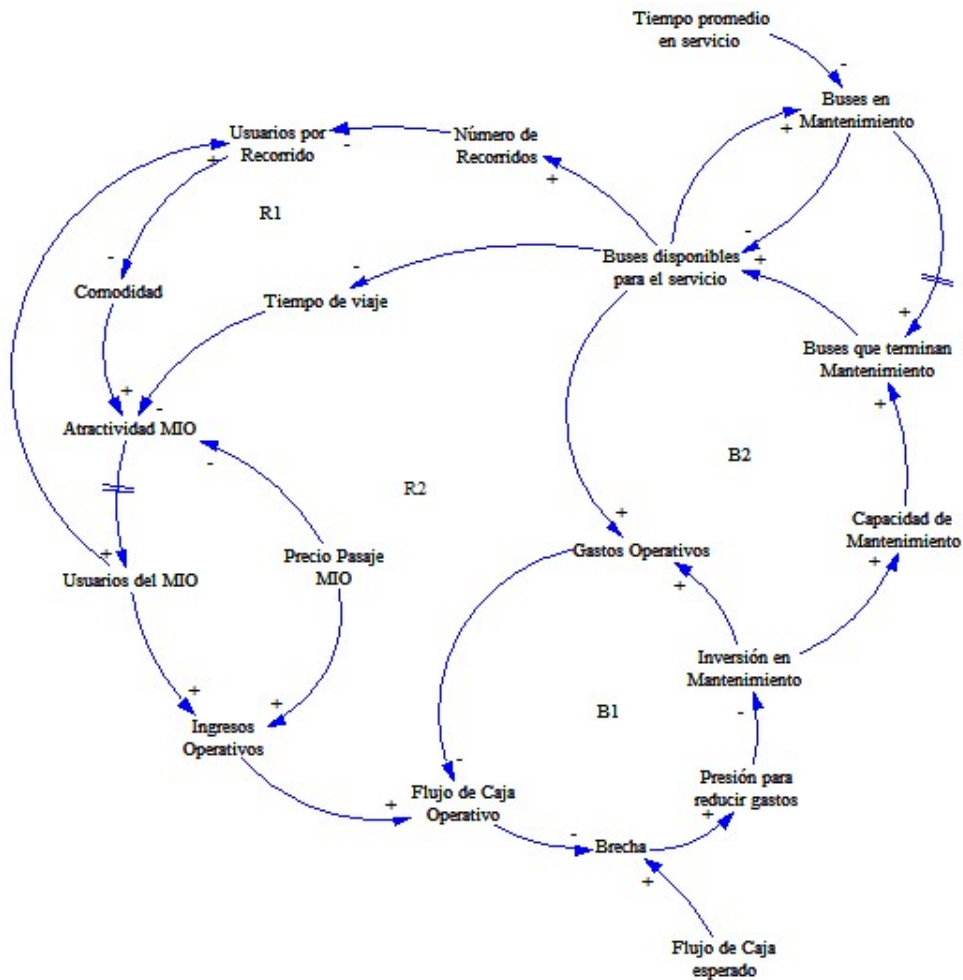 Tiempo promedio
en servicio
-
Buses en
Mantenimiento
+
Usuarios por
Recorrido
+
-
Número de
Recorridos
+
R1
-
Comodidad
-
Tiempo de viaje
-
+
Buses disponibles
para el servicio
+
Buses que terminan
Mantenimiento
+
+
-
Atractividad MIO
-
R2
B2
+
Usuarios del MIO
Precio Pasaje
MIO
+
Gastos Operativos
+
Capacidad de
Mantenimiento
+
+
+
Ingresos
Operativos
B1
Inversión en
Mantenimiento
-
-
Flujo de Caja
Operativo
+
Presión para
reducir gastos
+
-
Brecha
+
Flujo de Caja
esperado